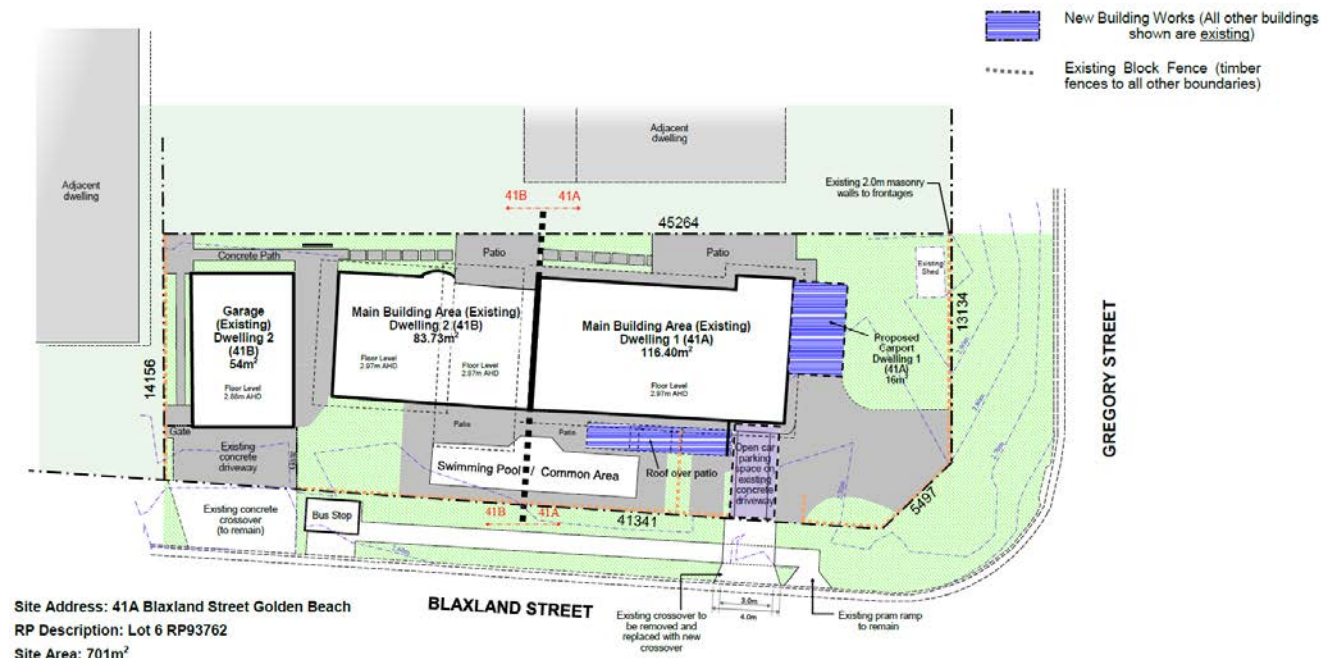 New Building Works (All other buildings
shown are existing)
Existing Block Fence (timber
fences to all other boundaries)
Adjacent
dwelling
Adjacent
dwelling
Existing 2.0m masonry
walls to frontages
41B 41A
45264
Concrete Path
Patio
Patio
Existing
Shed
Garage
(Existing)
Dwelling 2
(41B)
54m²
Floor Level
2.88m AHD
Main Building Area (Existing)
Dwelling 2 (41B)
83.73m²
Floor Level
2.97m AHD
Floor Level
2.87m AHD
Main Building Area (Existing)
Dwelling 1 (41A)
116.40m²
Floor Level
2.97m AHD
Proposed
Carport
Dwelling 1
(41A)
16m²
13134
14156
GREGORY STREET
Gate
Existing
concrete
driveway
Gate
Patio
Patio
Swimming Pool / Common Area
Roof over patio
Open car
parking
space on
existing
concrete
driveway
5497
Existing concrete
crossover
(to remain)
Bus Stop
41B 41A
41341
BLAXLAND STREET
3.0m
4.0m
Existing crossover to
be removed and
replaced with new
crossover
Existing pram ramp
to remain
Site Address: 41A Blaxland Street Golden Beach
RP Description: Lot 6 RP93762
Site Area: 701m²